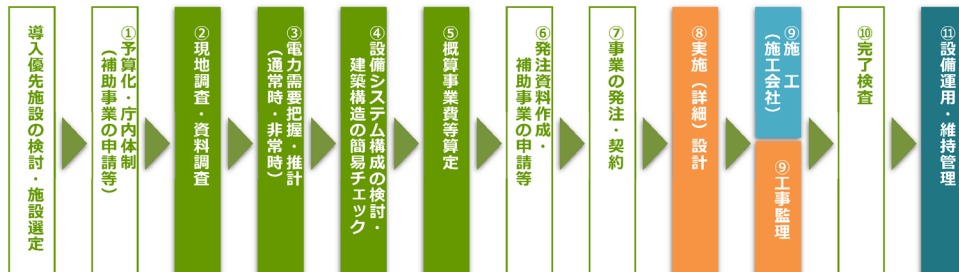 導入優先施設の検討・施設選定
①予算化・庁内体制
（補助事業の申請等）
②現地調査・資料調査
③電力需要把握・推計
（通常時・非常時）
④設備システム構成の検討・
建築構造の簡易チェック
⑤概算事業費等算定
⑥発注資料作成・
補助事業の申請等
⑦事業の発注・契約
⑧実施（詳細）設計
⑨施工
（施工会社）
⑨工事監理
⑩完了検査
⑪設備運用・維持管理